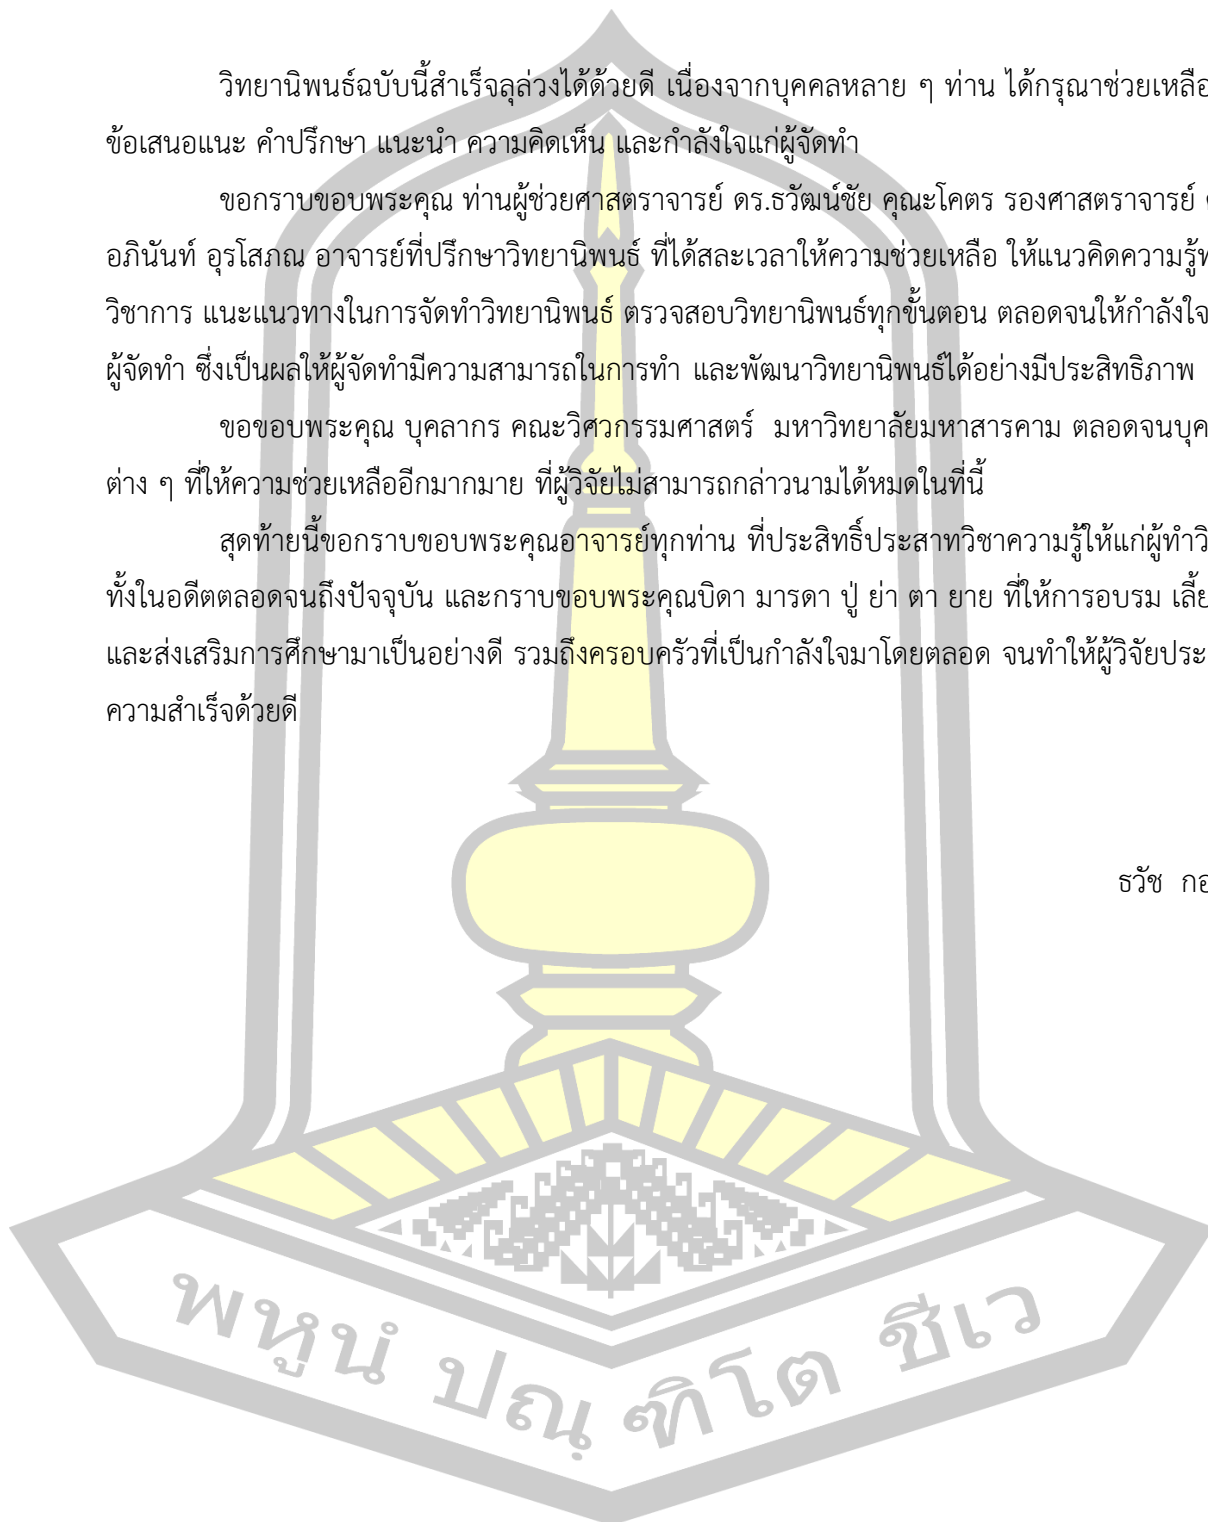 วิทยานิพนธ์ฉบับนี้สำเร็จลุล่วงได้ด้วยดี เนื่องจากบุคคลหลาย ๆ ท่าน ได้กรุณาช่วยเหลือ
ข้อเสนอแนะ คำปรึกษา แนะนำ ความคิดเห็น และกำลังใจแก่ผู้จัดทำ
ขอกราบขอบพระคุณ ท่านผู้ช่วยศาสตราจารย์ ดร.ธวัฒน์ชัย คุณะโคตร รองศาสตราจารย์
อภินันท์ อุรโสภณ อาจารย์ที่ปรึกษาวิทยานิพนธ์ ที่ได้สละเวลาให้ความช่วยเหลือ ให้แนวคิดความรู้
วิชาการ แนะแนวทางในการจัดทำวิทยานิพนธ์ ตรวจสอบวิทยานิพนธ์ทุกขั้นตอน ตลอดจนให้กำลังใจ
ผู้จัดทำ ซึ่งเป็นผลให้ผู้จัดทำมีความสามารถในการทำ และพัฒนาวิทยานิพนธ์ได้อย่างมีประสิทธิภาพ
ขอขอบพระคุณ บุคลากร คณะวิศวกรรมศาสตร์ มหาวิทยาลัยมหาสารคาม ตลอดจนบุค
ต่าง ๆ ที่ให้ความช่วยเหลืออีกมากมาย ที่ผู้วิจัยไม่สามารถกล่าวนามได้หมดในที่นี้
สุดท้ายนี้ขอกราบขอบพระคุณอาจารย์ทุกท่าน ที่ประสิทธิ์ประสาทวิชาความรู้ให้แก่ผู้ทำวิ
ทั้งในอดีตตลอดจนถึงปัจจุบัน และกราบขอบพระคุณบิดา มารดา ปู่ ย่า ตา ยาย ที่ให้การอบรม เลี้ย
และส่งเสริมการศึกษามาเป็นอย่างดี รวมถึงครอบครัวที่เป็นกำลังใจมาโดยตลอด จนทำให้ผู้วิจัยประ
ความสำเร็จด้วยดี
ธวัช กอ
พหูนํ ปณฺฑิโต ชีเว